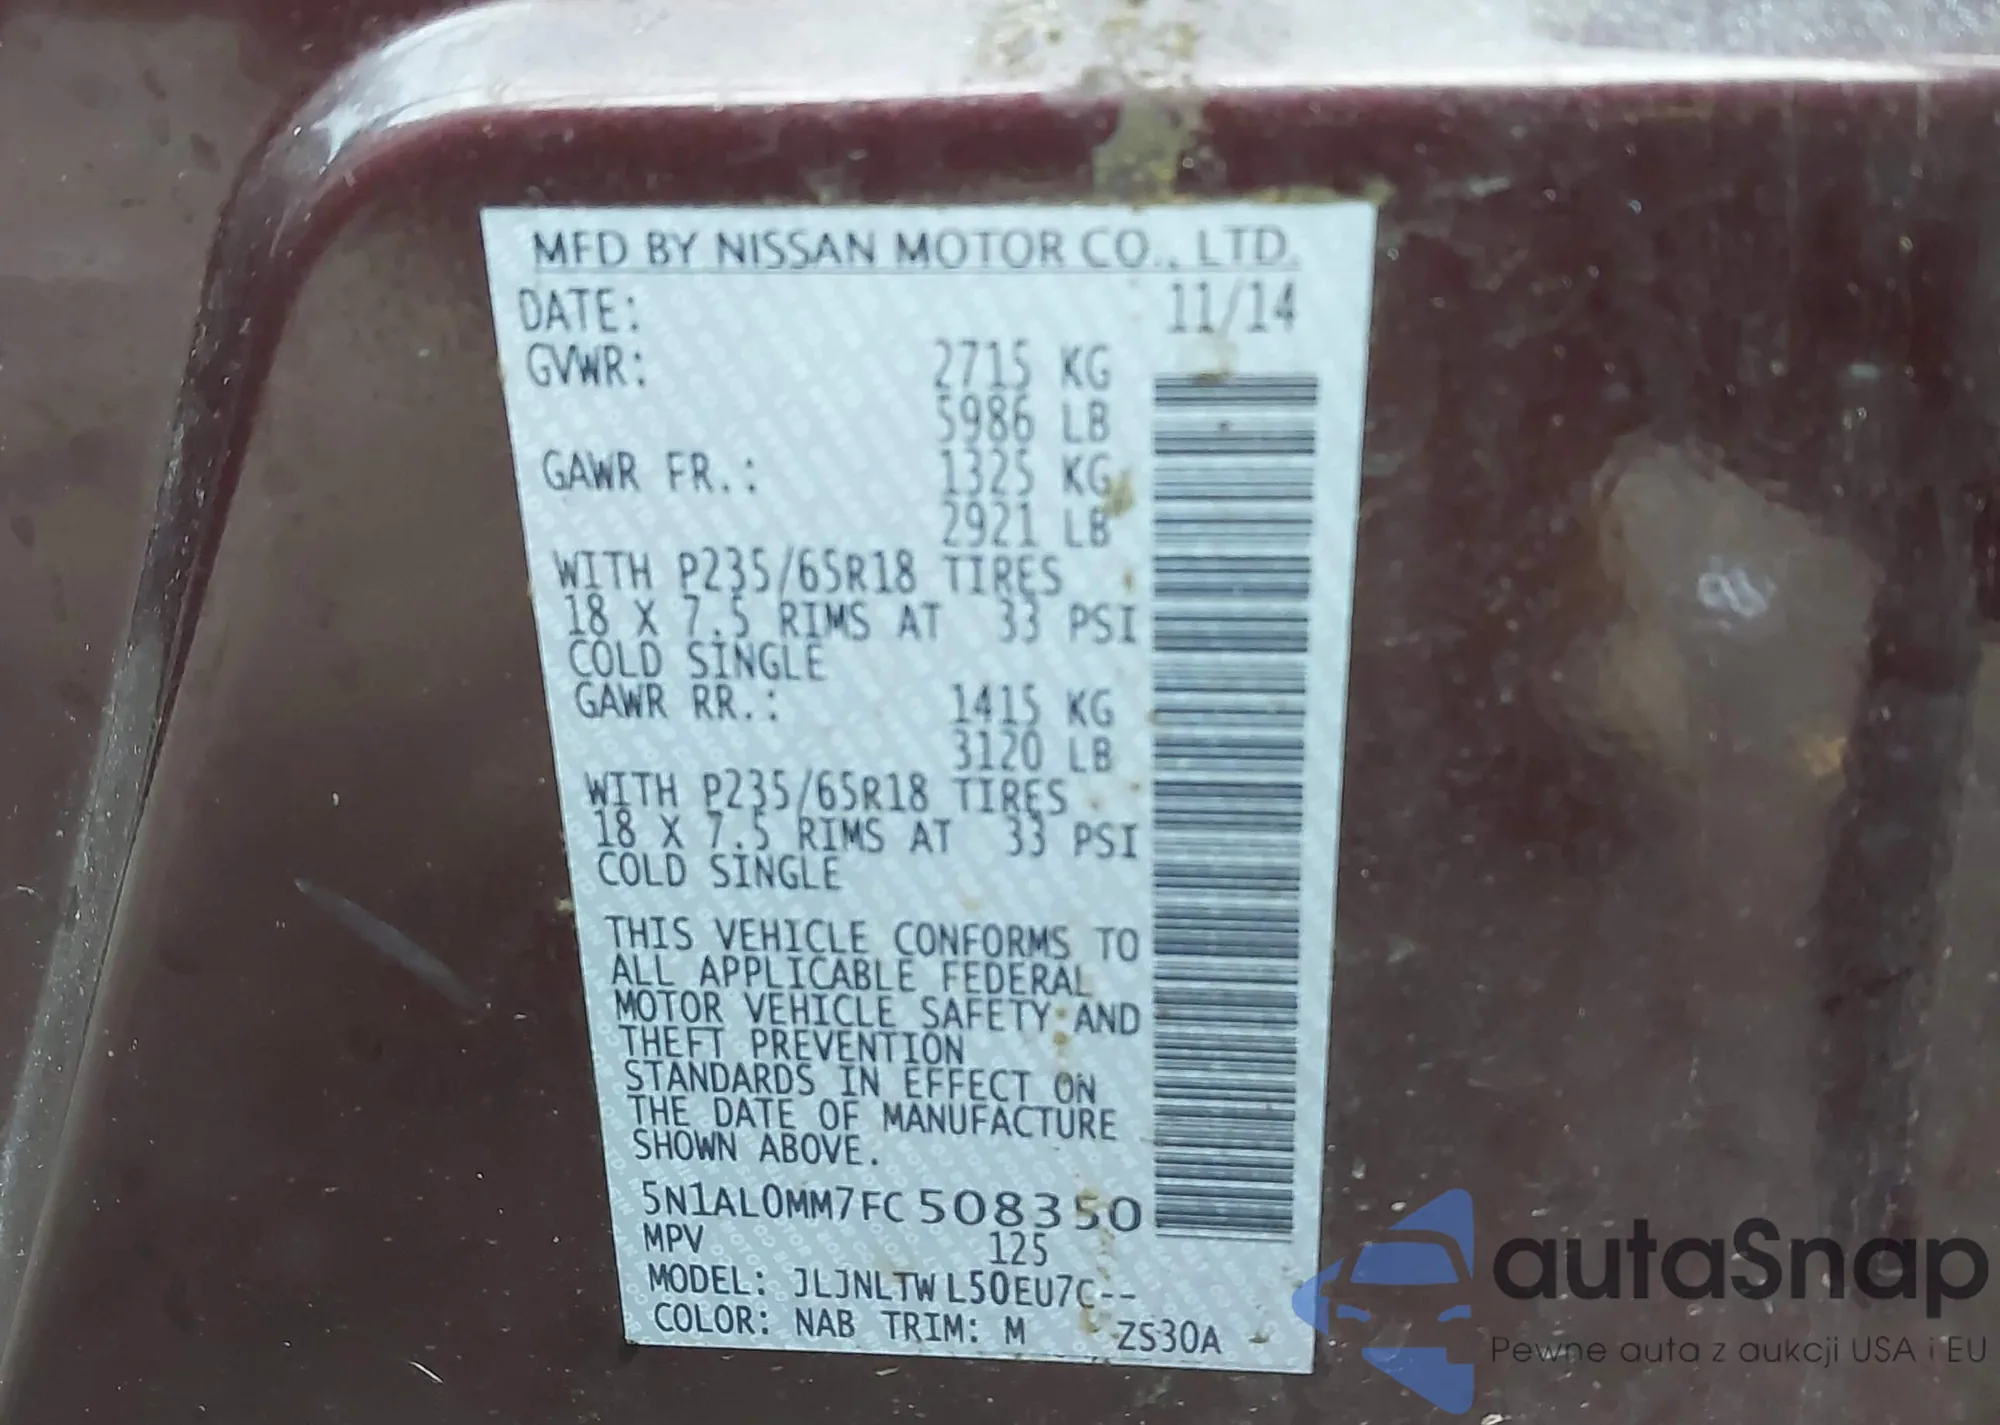 MFD BY NISSAN MOTOR CO., LTD.
DATE: 11/14
GVWR: 2715 KG
5986 LB
GAWR FR.: 1325 KG
2921 LB
WITH P235/65R18 TIRES
18 X 7.5 RIMS AT 33 PSI
COLD SINGLE
GAWR RR.: 1415 KG
3120 LB
WITH P235/65R18 TIRES
18 X 7.5 RIMS AT 33 PSI
COLD SINGLE
THIS VEHICLE CONFORMS TO
ALL APPLICABLE FEDERAL
MOTOR VEHICLE SAFETY AND
THEFT PREVENTION
STANDARDS IN EFFECT ON
THE DATE OF MANUFACTURE
SHOWN ABOVE.
5N1AL0MM7FC508350
MPV 125
MODEL: JLJNLTWL50EU7C--
COLOR: NAB TRIM: M ZS30A
autaSnap
Pewne auta z aukcji USA i EU